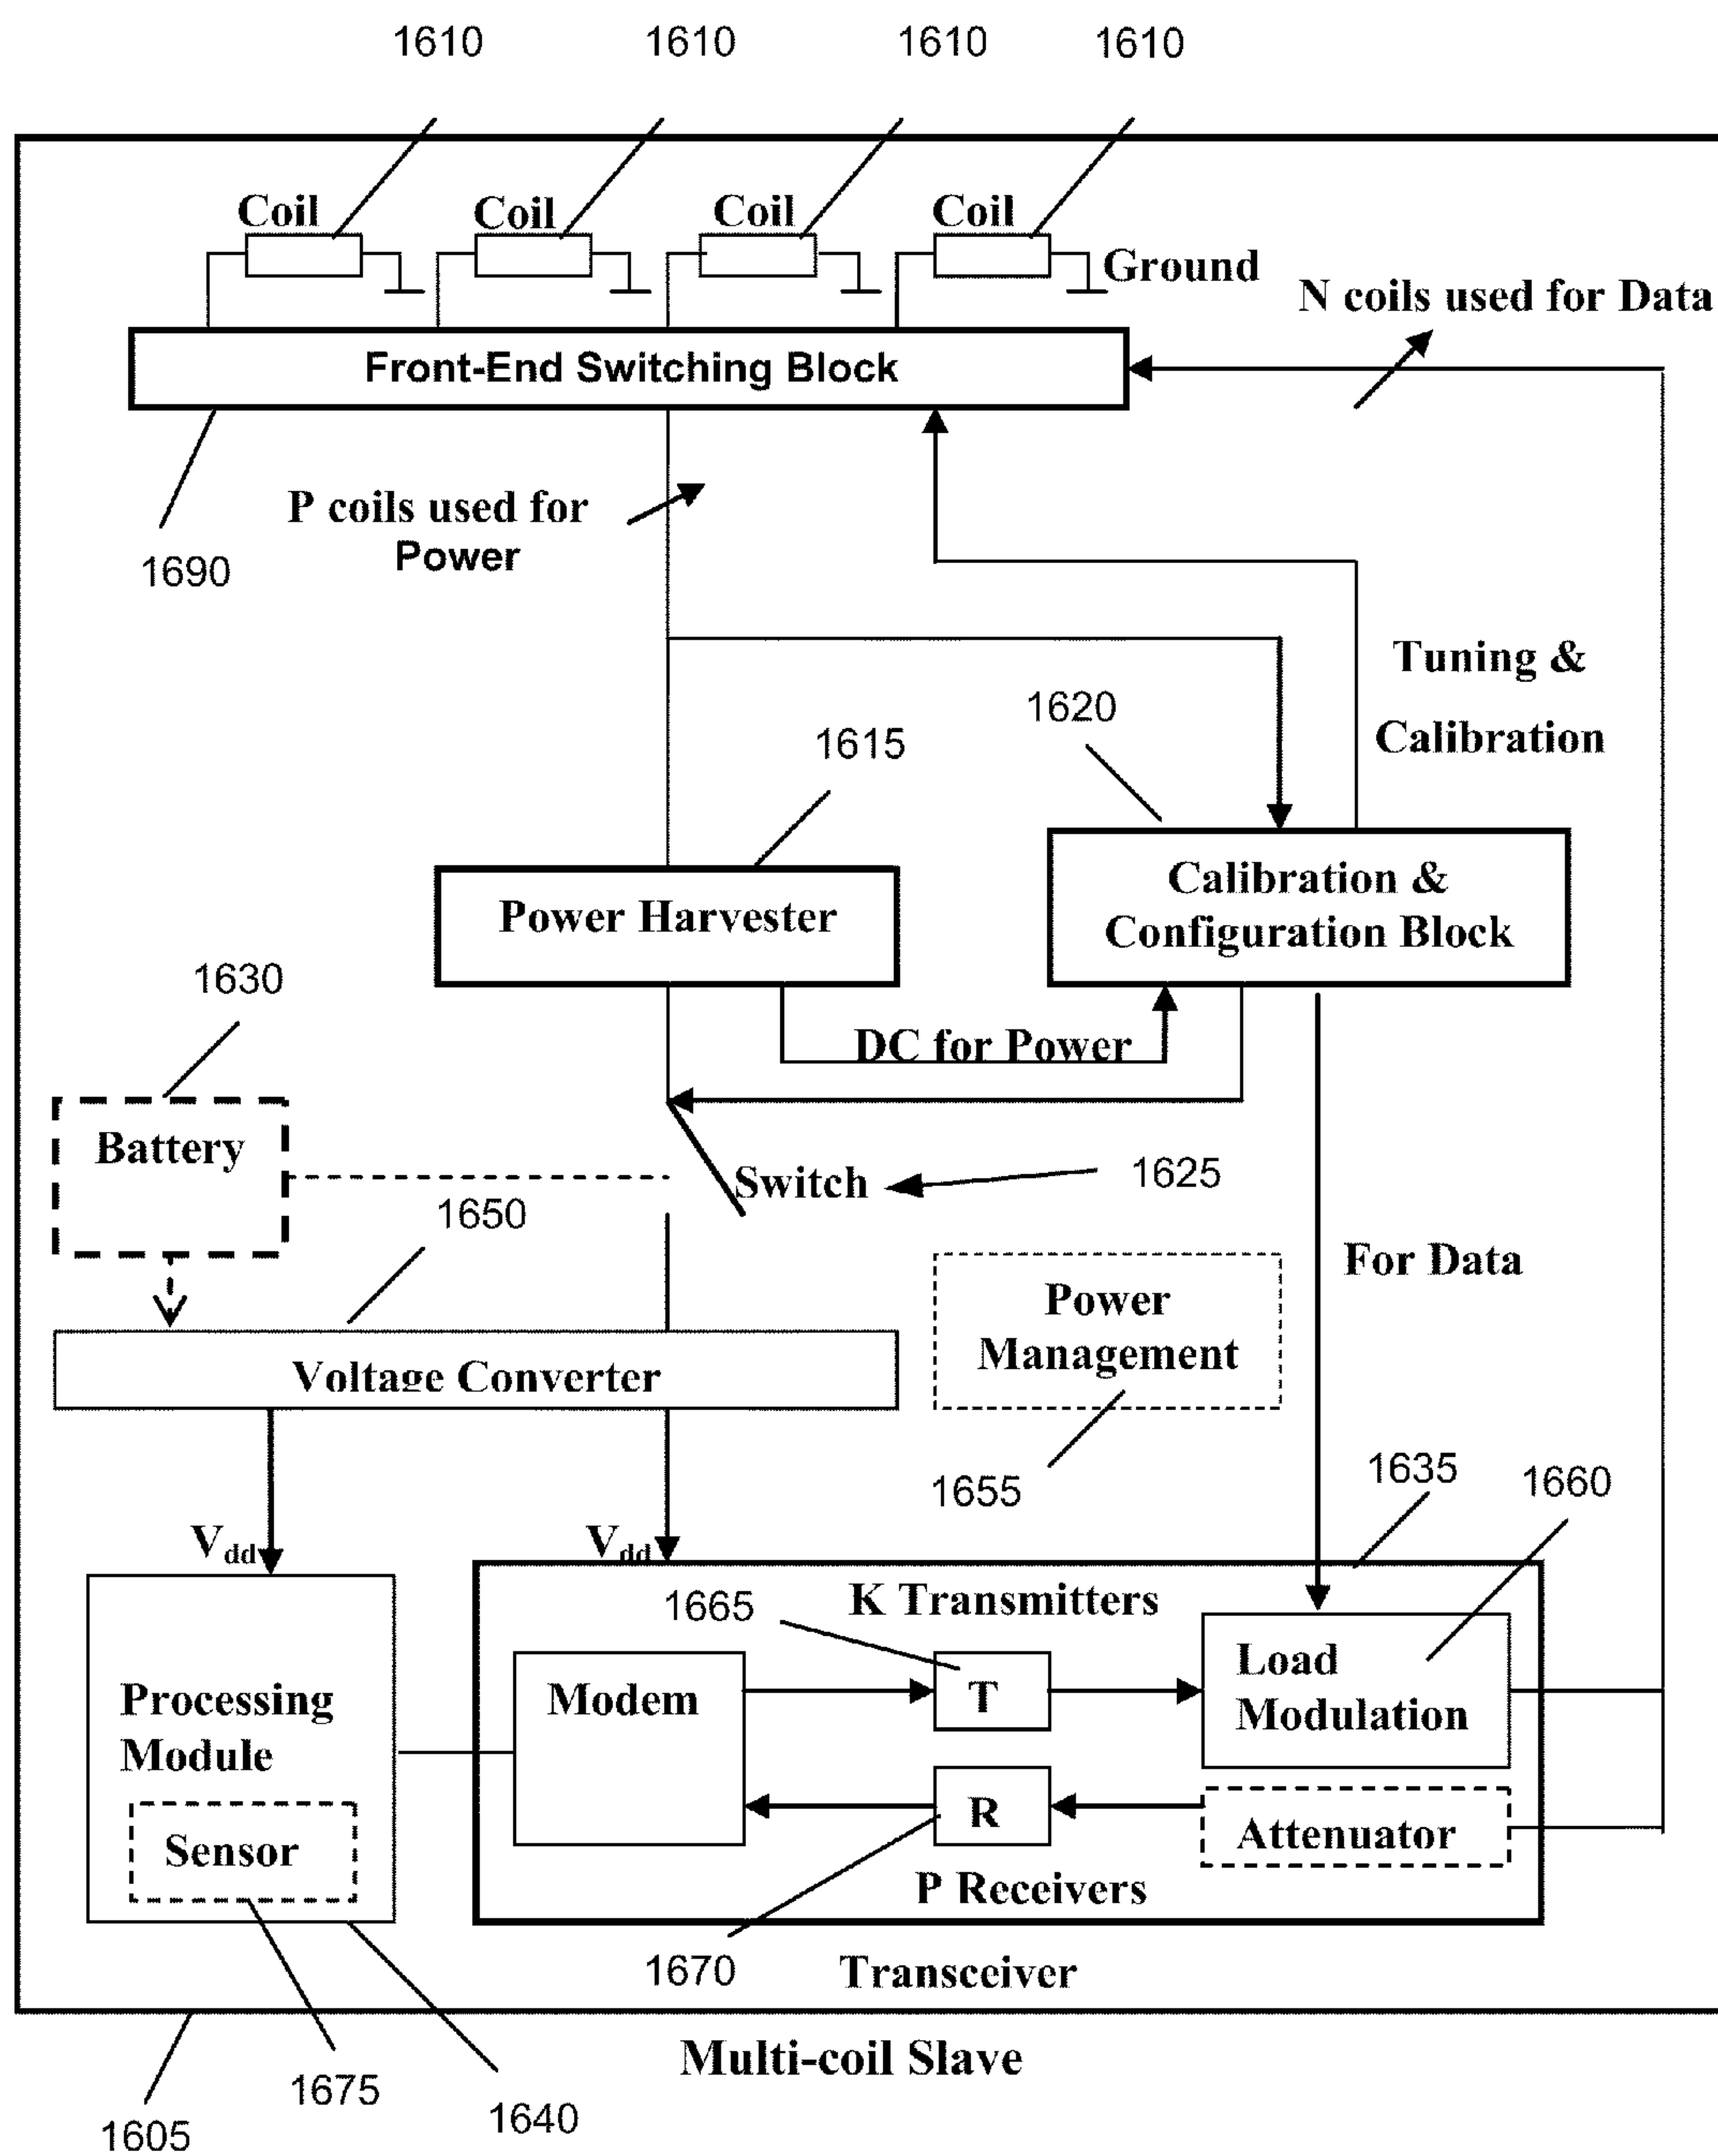 1610 1610 1610 1610
Coil Coil Coil Coil
Ground
N coils used for Data
Front-End Switching Block
P coils used for
Power
1690
Tuning &
Calibration
1620
1615
Calibration &
Configuration Block
Power Harvester
1630
DC for Power
Battery
Switch
1625
1650
For Data
Power
Management
Voltage Converter
1655
1635
1660
Vdd
Vdd
K Transmitters
1665
Load
Modulation
T
Modem
Processing
Module
R
Attenuator
Sensor
P Receivers
1670
Transceiver
Multi-coil Slave
1675
1640
1605